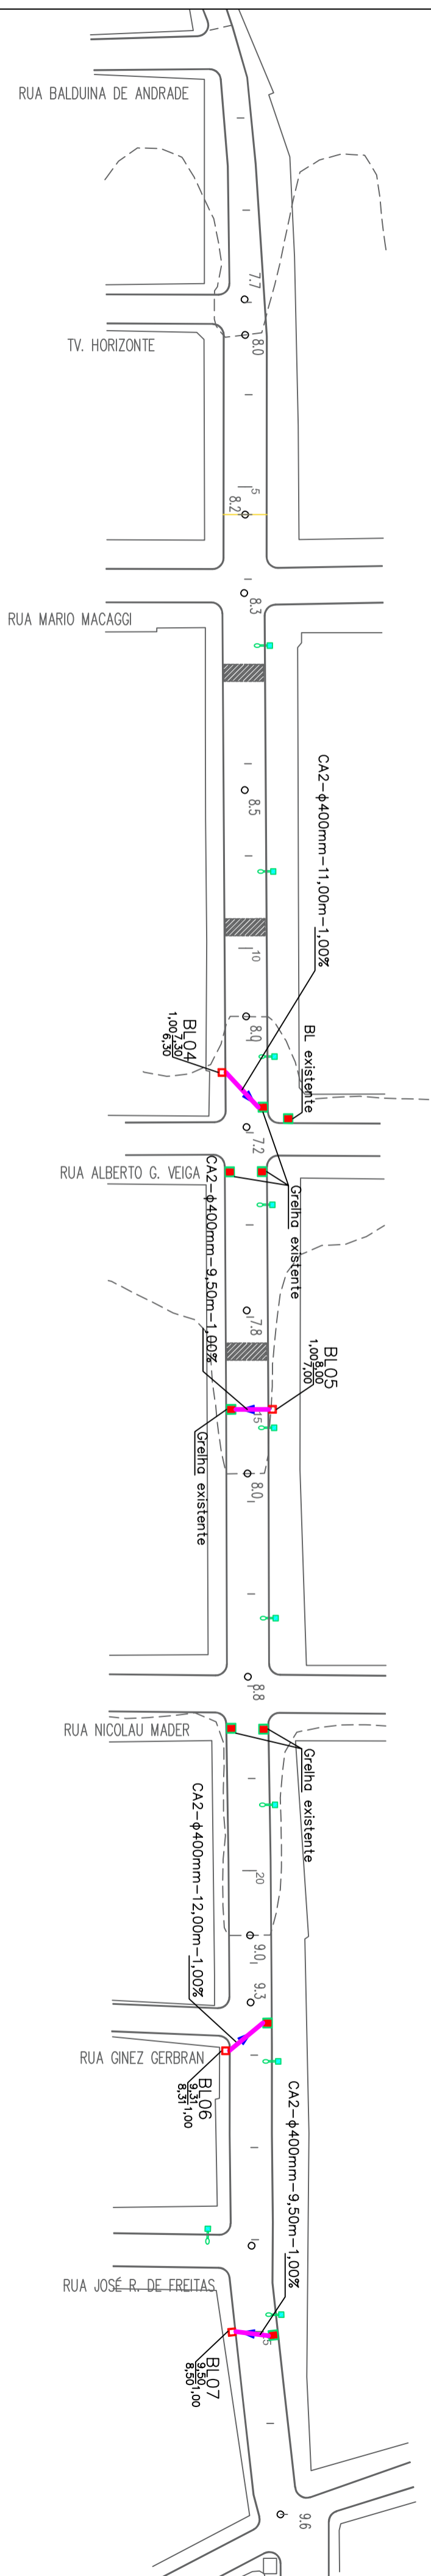 RUA BALDUINA DE ANDRADE
7.7
8.0
TV. HORIZONTE
5
8.2
8.3
RUA MARIO MACAGGI
CA2-ϕ400mm-11,00m-1,00%
8.5
10
8.0
BL existente
BL04
7,30
1,00
6,30
7.2
RUA ALBERTO G. VEIGA
Grelha existente
CA2-ϕ400mm-9,50m-1,00%
7.8
BL05
8,00
1,00
7,00
15
Grelha existente
8.0
8.8
RUA NICOLAU MADER
Grelha existente
CA2-ϕ400mm-12,00m-1,00%
20
9.0
9.3
RUA GINEZ GERBRAN
BL06
9,31
1,00
8,31
CA2-ϕ400mm-9,50m-1,00%
RUA JOSÉ R. DE FREITAS
BL07
9,50
1,00
8,50
9.6